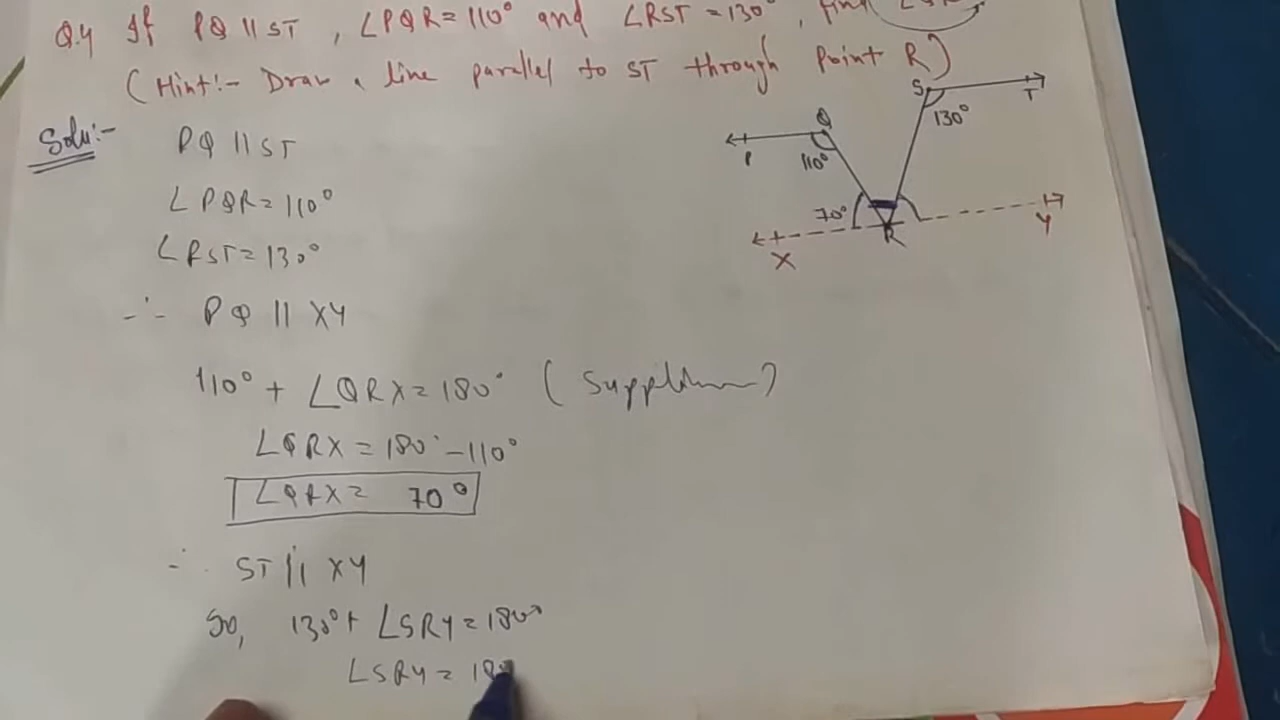 Q.4 If PQ || ST , ∠PQR = 110° and ∠RST = 130° , find
(Hint:- Draw a line parallel to ST through Point R)
Solu:- PQ || ST
∠PQR = 110°
∠RST = 130°
∴ PQ || XY
110° + ∠QRX = 180°
∠QRX = 180° - 110°
∠QRX = 70°
∴ ST || XY
So, 130° + ∠SRY = 180°
∠SRY = 18
S
T
130°
Q
P
110°
70°
R
X
Y